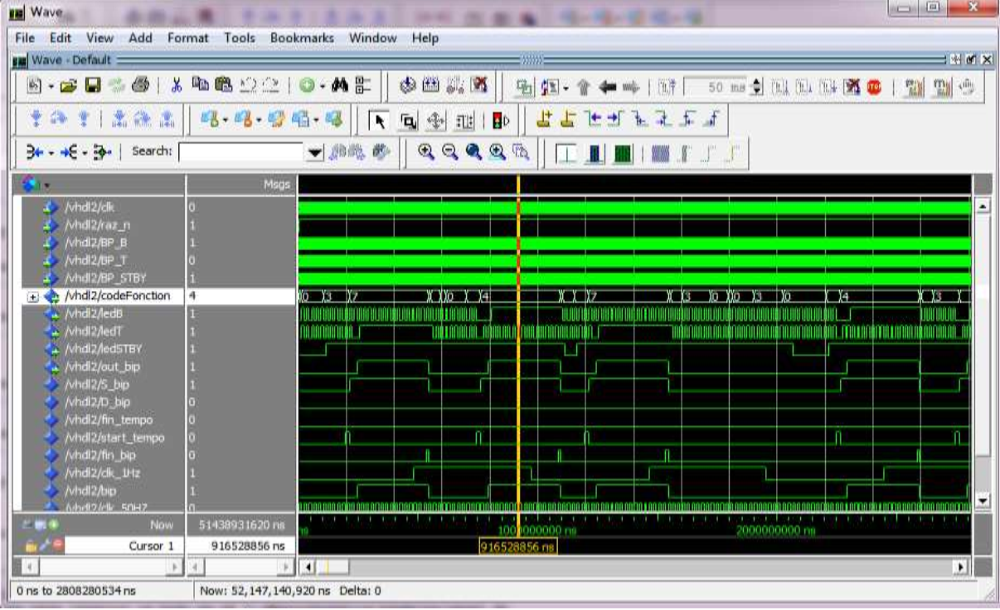 Wave
File Edit View Add Format Tools Bookmarks Window Help
Wave - Default
50 ms
Search:
Msgs
/vhdl2/clk 0
/vhdl2/raz_n 1
/vhdl2/BP_B 1
/vhdl2/BP_T 0
/vhdl2/BP_STBY 1
/vhdl2/codeFonction 4 0 3 7 0 4 7 3 0 0 3 0 4 3
/vhdl2/ledB 1
/vhdl2/ledT 1
/vhdl2/ledSTBY 1
/vhdl2/out_bip 1
/vhdl2/S_bip 1
/vhdl2/D_bip 0
/vhdl2/fin_tempo 0
/vhdl2/start_tempo 0
/vhdl2/fin_bip 0
/vhdl2/clk_1Hz 1
/vhdl2/bip 1
/vhdl2/clk_50HZ 0
Now 51438931620 ns ns 1000000000 ns 2000000000 ns
Cursor 1 916528856 ns 916528856 ns
0 ns to 2808280534 ns Now: 52,147,140,920 ns Delta: 0